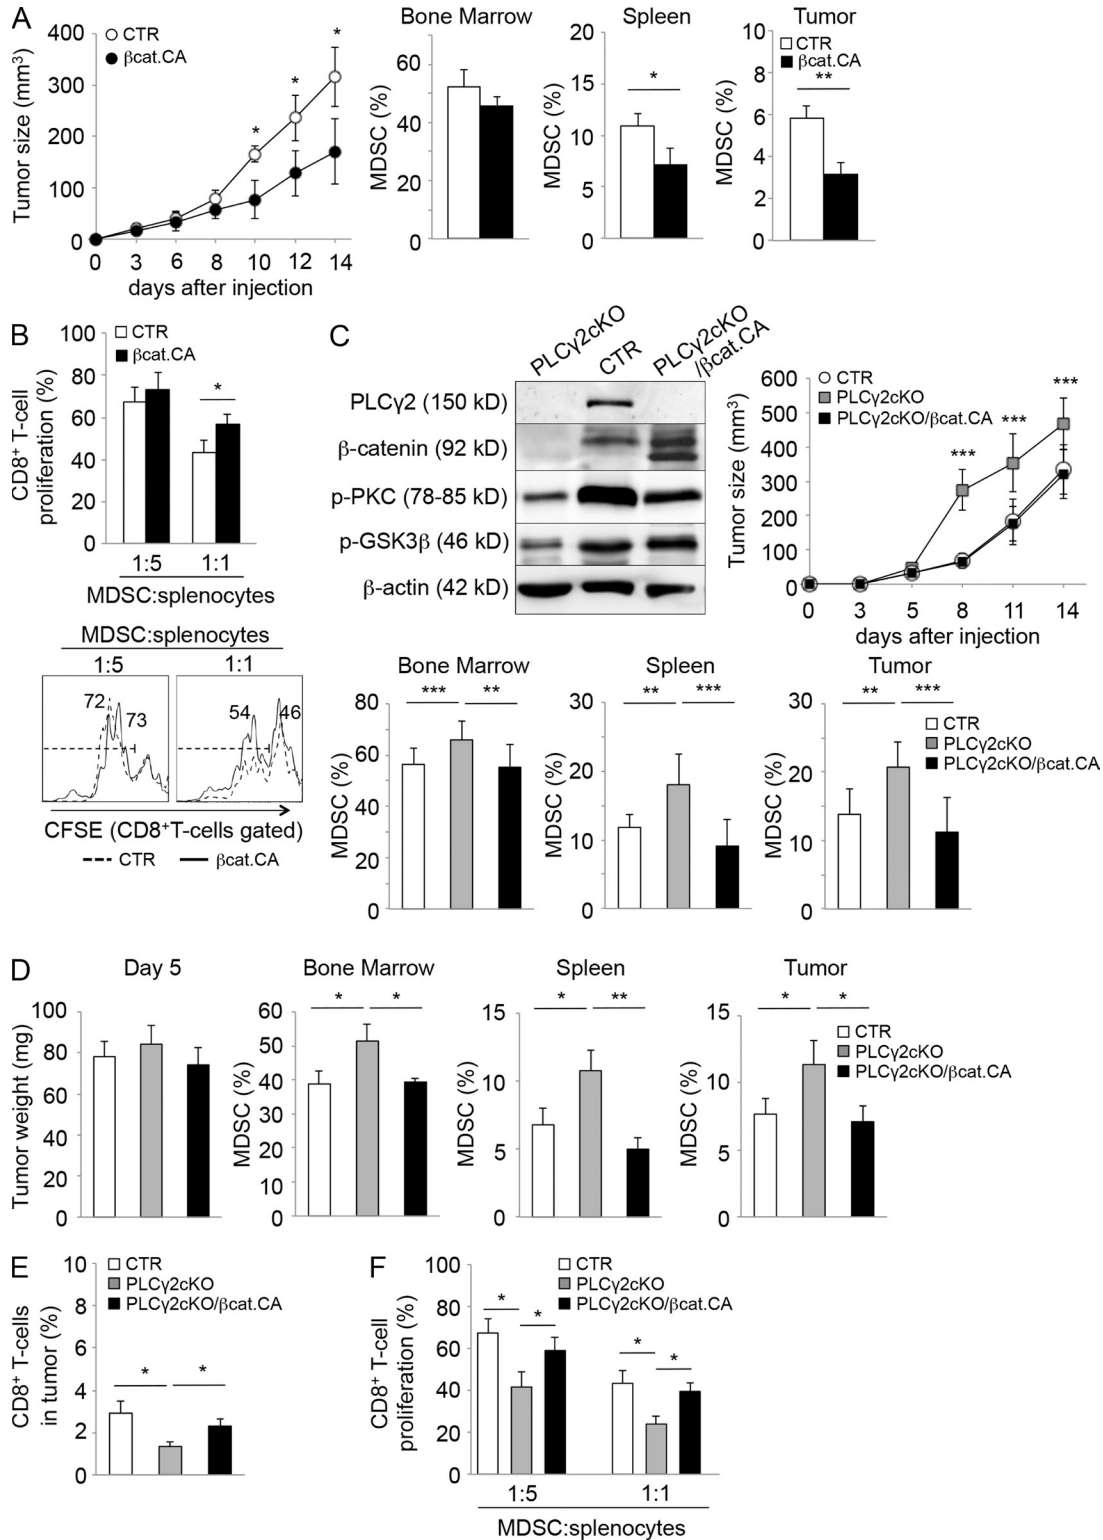 A
Tumor size (mm³)
400
300
200
100
0
CTR
βcat.CA
*
*
*
0 3 6 8 10 12 14
days after injection
Bone Marrow
MDSC (%)
60
40
20
0
Spleen
MDSC (%)
20
15
10
5
0
*
Tumor
MDSC (%)
10
8
6
4
2
0
CTR
βcat.CA
**
B
CD8⁺ T-cell
proliferation (%)
100
80
60
40
20
0
CTR
βcat.CA
*
1:5 1:1
MDSC:splenocytes
MDSC:splenocytes
1:5 1:1
72
73
54
46
CFSE (CD8⁺T-cells gated)
CTR βcat.CA
C
PLCγ2cKO
CTR
PLCγ2cKO
/βcat.CA
PLCγ2 (150 kD)
β-catenin (92 kD)
p-PKC (78-85 kD)
p-GSK3β (46 kD)
β-actin (42 kD)
Tumor size (mm³)
600
500
400
300
200
100
0
CTR
PLCγ2cKO
PLCγ2cKO/βcat.CA
***
***
***
0 3 5 8 11 14
days after injection
Bone Marrow
MDSC (%)
80
60
40
20
0
*** **
Spleen
MDSC (%)
30
20
10
0
** ***
Tumor
MDSC (%)
30
20
10
0
** ***
CTR
PLCγ2cKO
PLCγ2cKO/βcat.CA
D
Day 5
Tumor weight (mg)
100
80
60
40
20
0
Bone Marrow
MDSC (%)
60
50
40
30
20
10
0
* *
Spleen
MDSC (%)
15
10
5
0
* **
Tumor
MDSC (%)
15
10
5
0
* *
CTR
PLCγ2cKO
PLCγ2cKO/βcat.CA
E
CD8⁺ T-cells
in tumor (%)
10
8
6
4
2
0
CTR
PLCγ2cKO
PLCγ2cKO/βcat.CA
* *
F
CD8⁺ T-cell
proliferation (%)
100
80
60
40
20
0
CTR
PLCγ2cKO
PLCγ2cKO/βcat.CA
* *
* *
1:5 1:1
MDSC:splenocytes